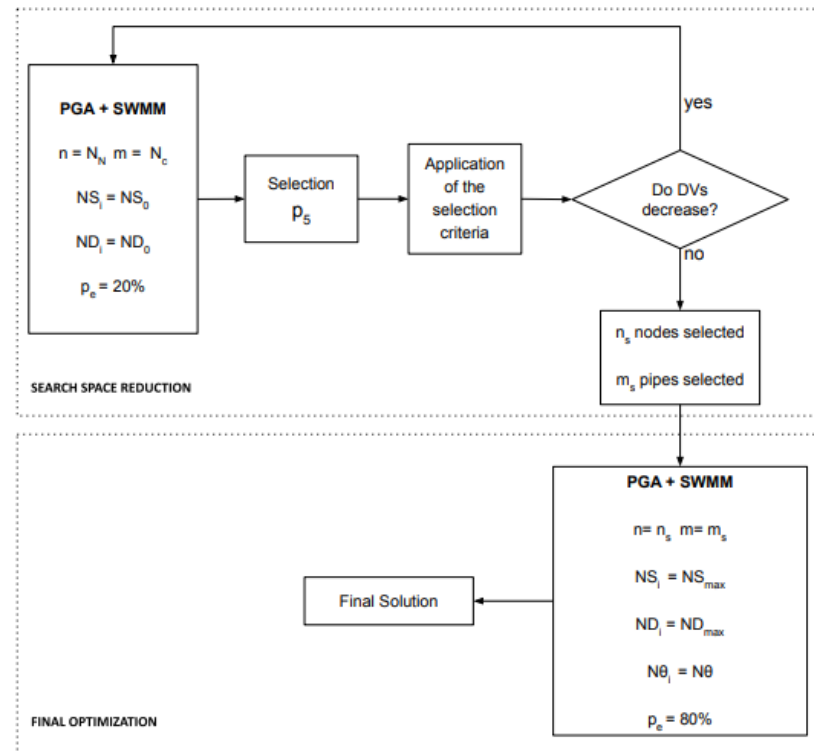 PGA + SWMM
n = N_N m = N_c
NS_i = NS_0
ND_i = ND_0
p_e = 20%
Selection
p_5
Application
of the
selection
criteria
Do DVs
decrease?
yes
no
n_s nodes selected
m_s pipes selected
SEARCH SPACE REDUCTION
PGA + SWMM
n= n_s m= m_s
NS_i = NS_max
ND_i = ND_max
Nθ_i = Nθ
p_e = 80%
Final Solution
FINAL OPTIMIZATION